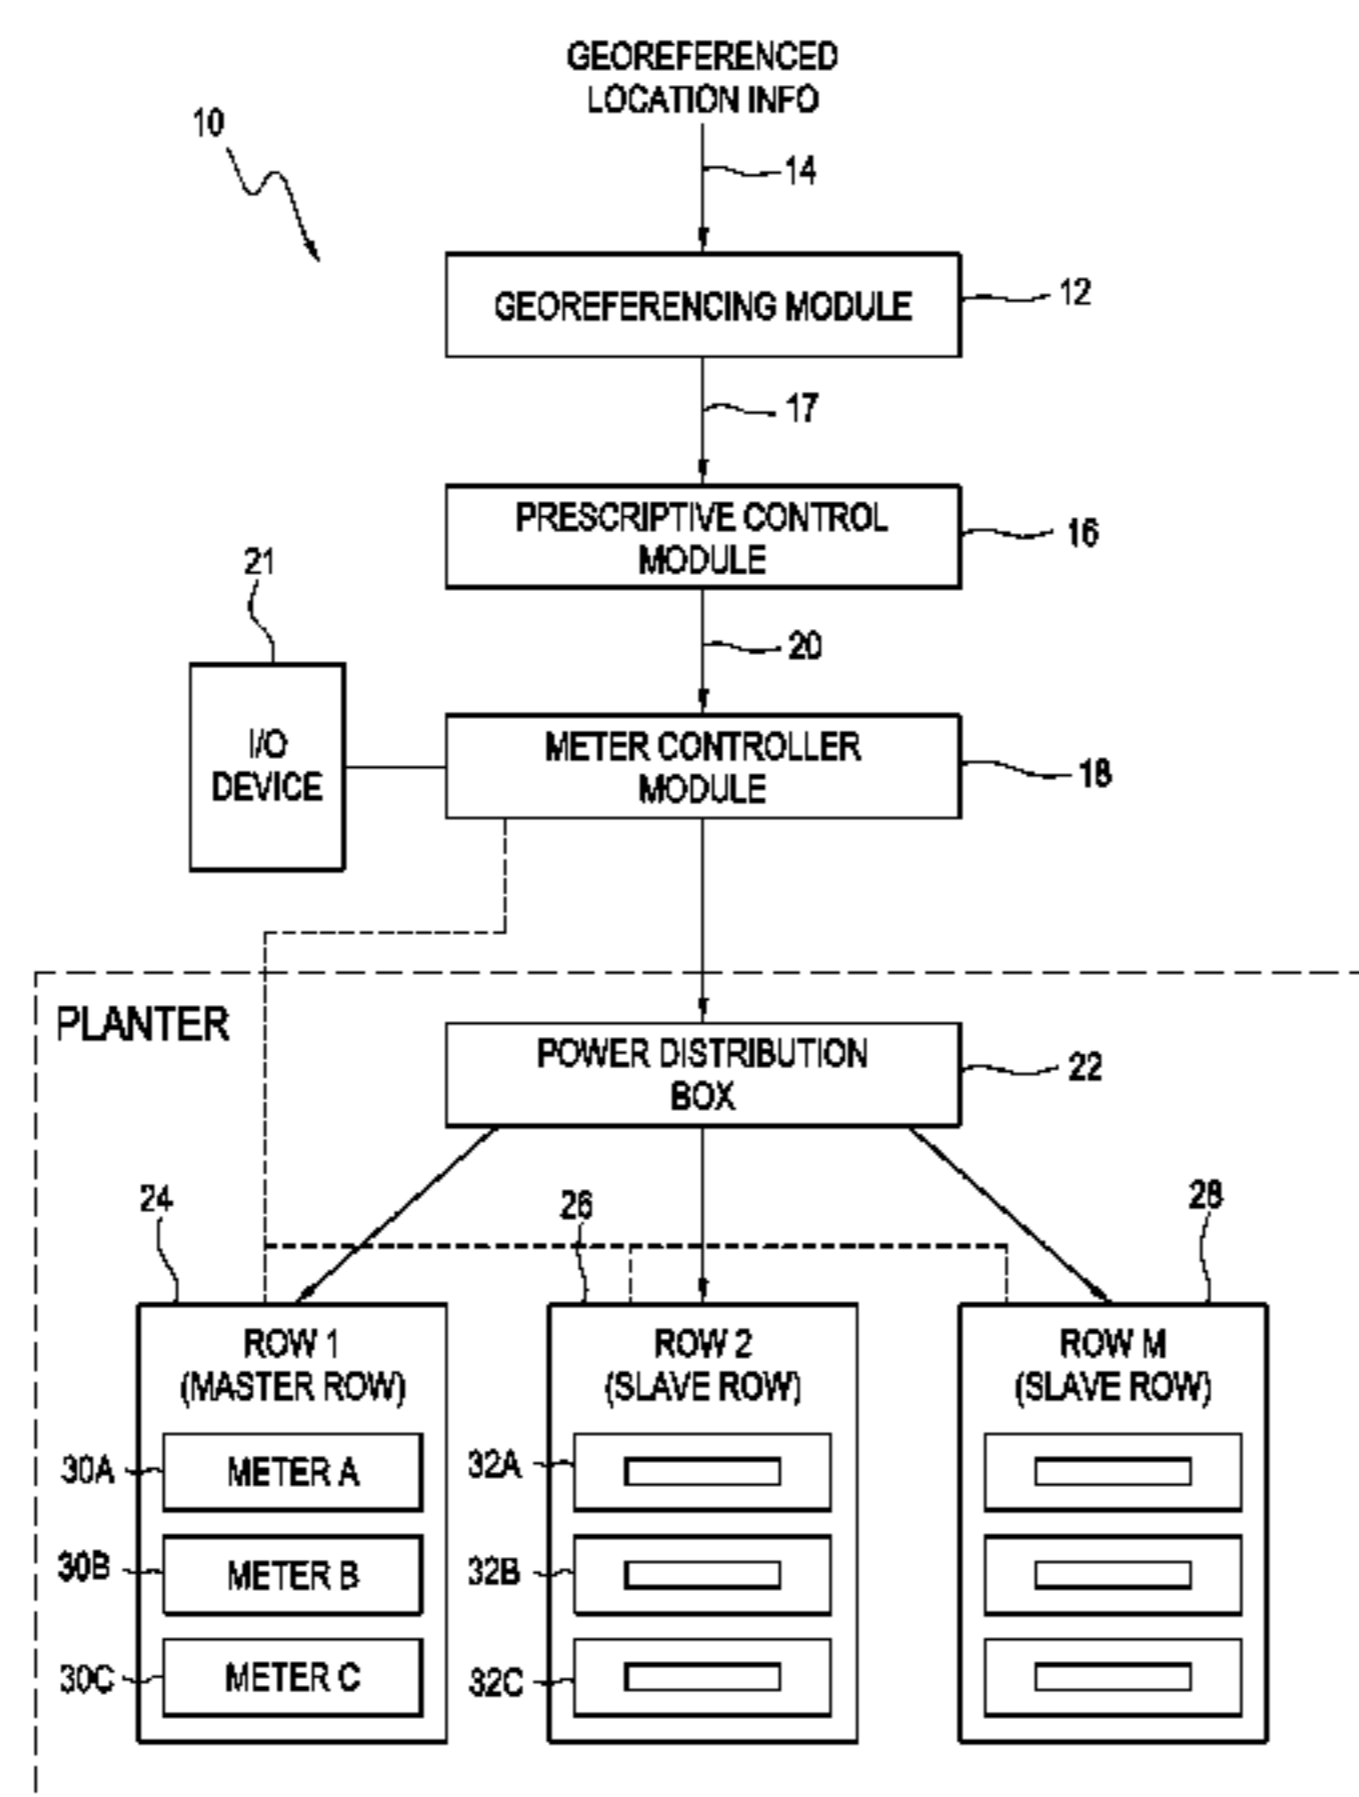 GEOREFERENCED
LOCATION INFO
10
14
GEOREFERENCING MODULE
12
17
PRESCRIPTIVE CONTROL
MODULE
16
21
20
I/O
DEVICE
METER CONTROLLER
MODULE
18
PLANTER
POWER DISTRIBUTION
BOX
22
24
26
28
ROW 1
(MASTER ROW)
ROW 2
(SLAVE ROW)
ROW M
(SLAVE ROW)
30A
METER A
32A
30B
METER B
32B
30C
METER C
32C